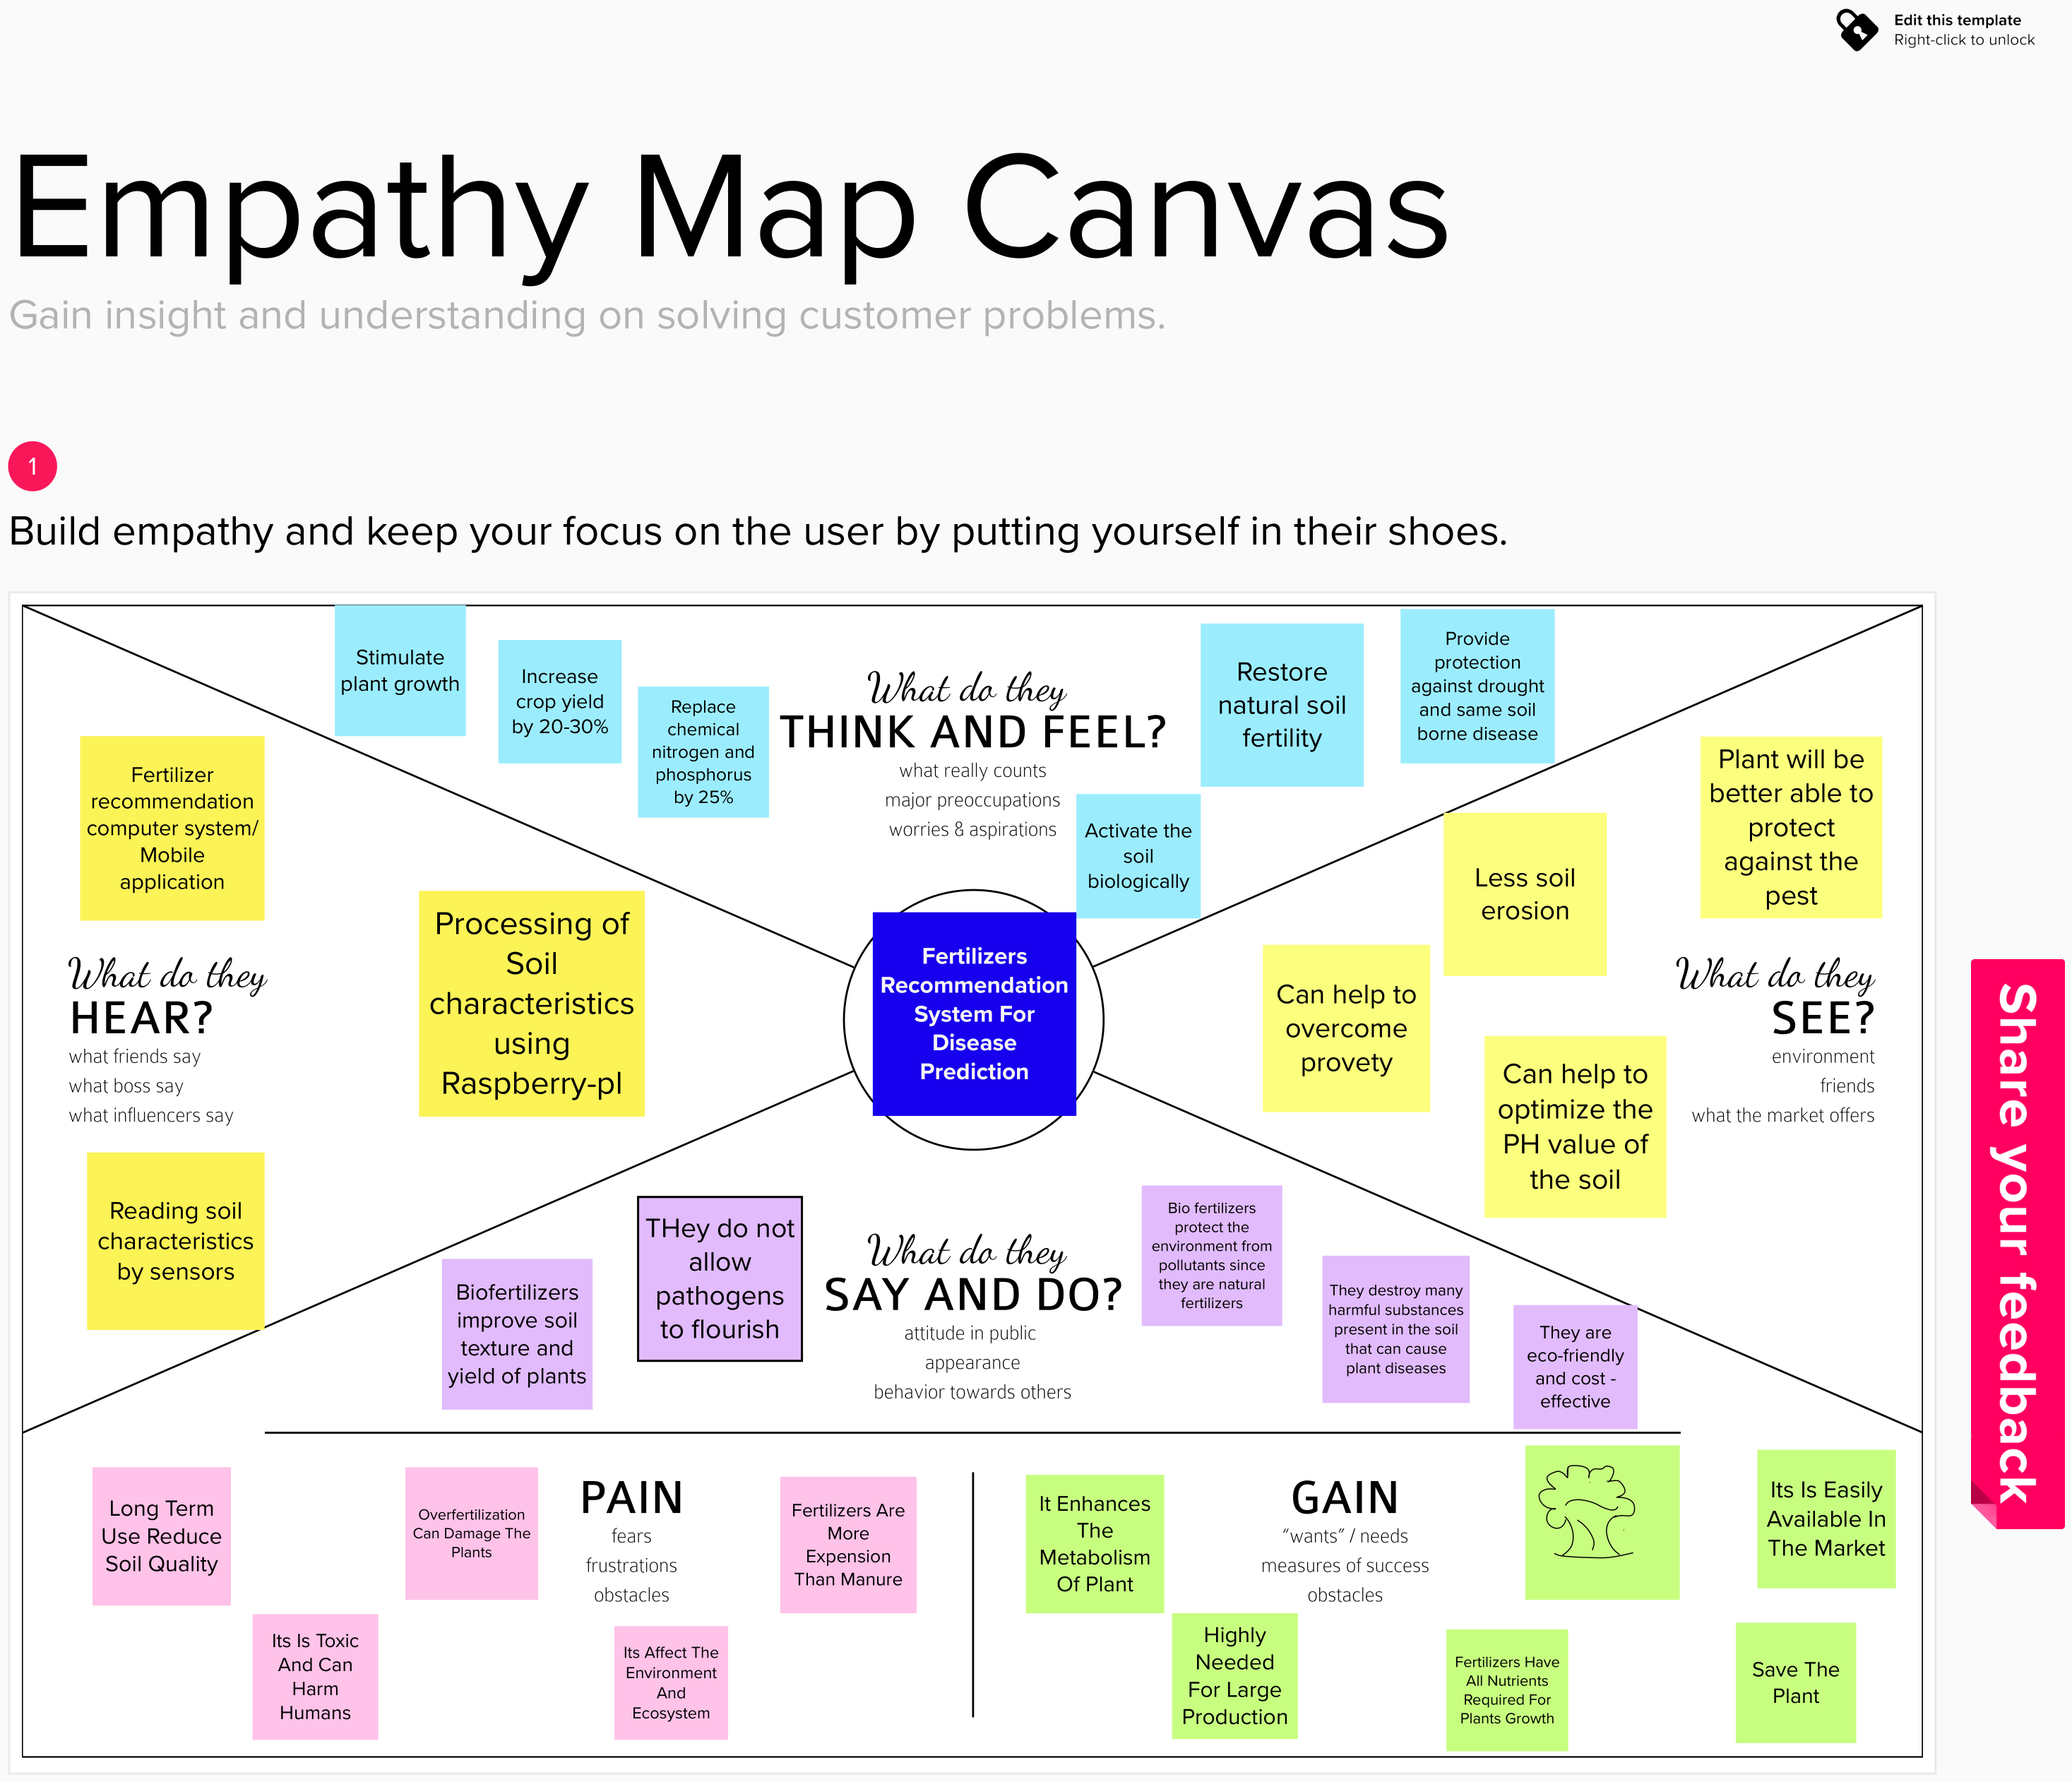 Edit this template
Right-click to unlock
Empathy Map Canvas
Gain insight and understanding on solving customer problems.
1
Build empathy and keep your focus on the user by putting yourself in their shoes.
Stimulate
plant growth
Increase
crop yield
by 20-30%
Replace
chemical
nitrogen and
phosphorus
by 25%
What do they
THINK AND FEEL?
what really counts
major preoccupations
worries & aspirations
Activate the
soil
biologically
Restore
natural soil
fertility
Provide
protection
against drought
and same soil
borne disease
Fertilizer
recommendation
computer system/
Mobile
application
Processing of
Soil
characteristics
using
Raspberry-pl
What do they
HEAR?
what friends say
what boss say
what influencers say
Reading soil
characteristics
by sensors
Fertilizers
Recommendation
System For
Disease
Prediction
Plant will be
better able to
protect
against the
pest
Less soil
erosion
Can help to
overcome
provety
Can help to
optimize the
PH value of
the soil
What do they
SEE?
environment
friends
what the market offers
Share your feedback
Biofertilizers
improve soil
texture and
yield of plants
THey do not
allow
pathogens
to flourish
What do they
SAY AND DO?
attitude in public
appearance
behavior towards others
Bio fertilizers
protect the
environment from
pollutants since
they are natural
fertilizers
They destroy many
harmful substances
present in the soil
that can cause
plant diseases
They are
eco-friendly
and cost -
effective
Long Term
Use Reduce
Soil Quality
Overfertilization
Can Damage The
Plants
PAIN
fears
frustrations
obstacles
Fertilizers Are
More
Expension
Than Manure
Its Is Toxic
And Can
Harm
Humans
Its Affect The
Environment
And
Ecosystem
It Enhances
The
Metabolism
Of Plant
GAIN
“wants” / needs
measures of success
obstacles
Its Is Easily
Available In
The Market
Highly
Needed
For Large
Production
Fertilizers Have
All Nutrients
Required For
Plants Growth
Save The
Plant